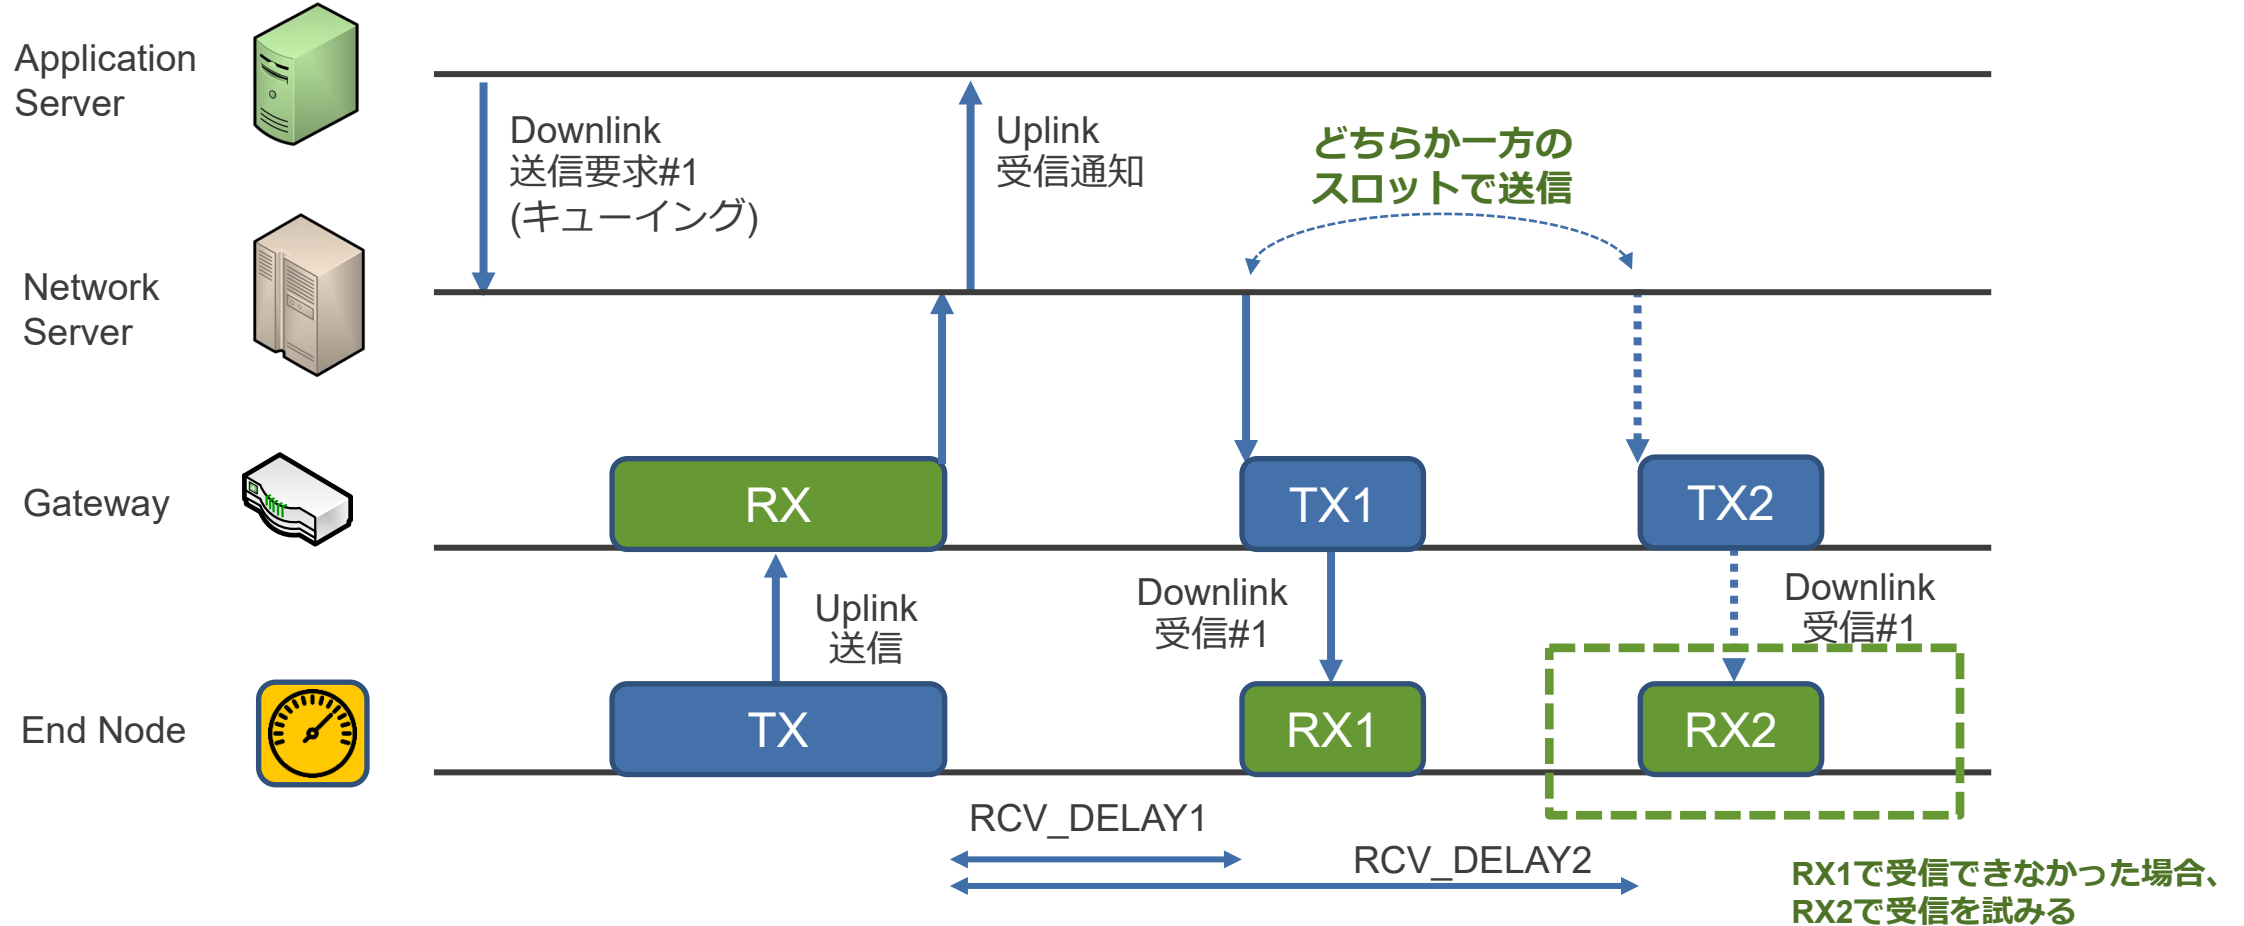 Application
Server
Downlink
送信要求#1
(キューイング)
Uplink
受信通知
どちらか一方の
スロットで送信
Network
Server
Gateway
RX
TX1
TX2
Uplink
送信
Downlink
受信#1
Downlink
受信#1
End Node
TX
RX1
RX2
RCV_DELAY1
RCV_DELAY2
RX1で受信できなかった場合、
RX2で受信を試みる